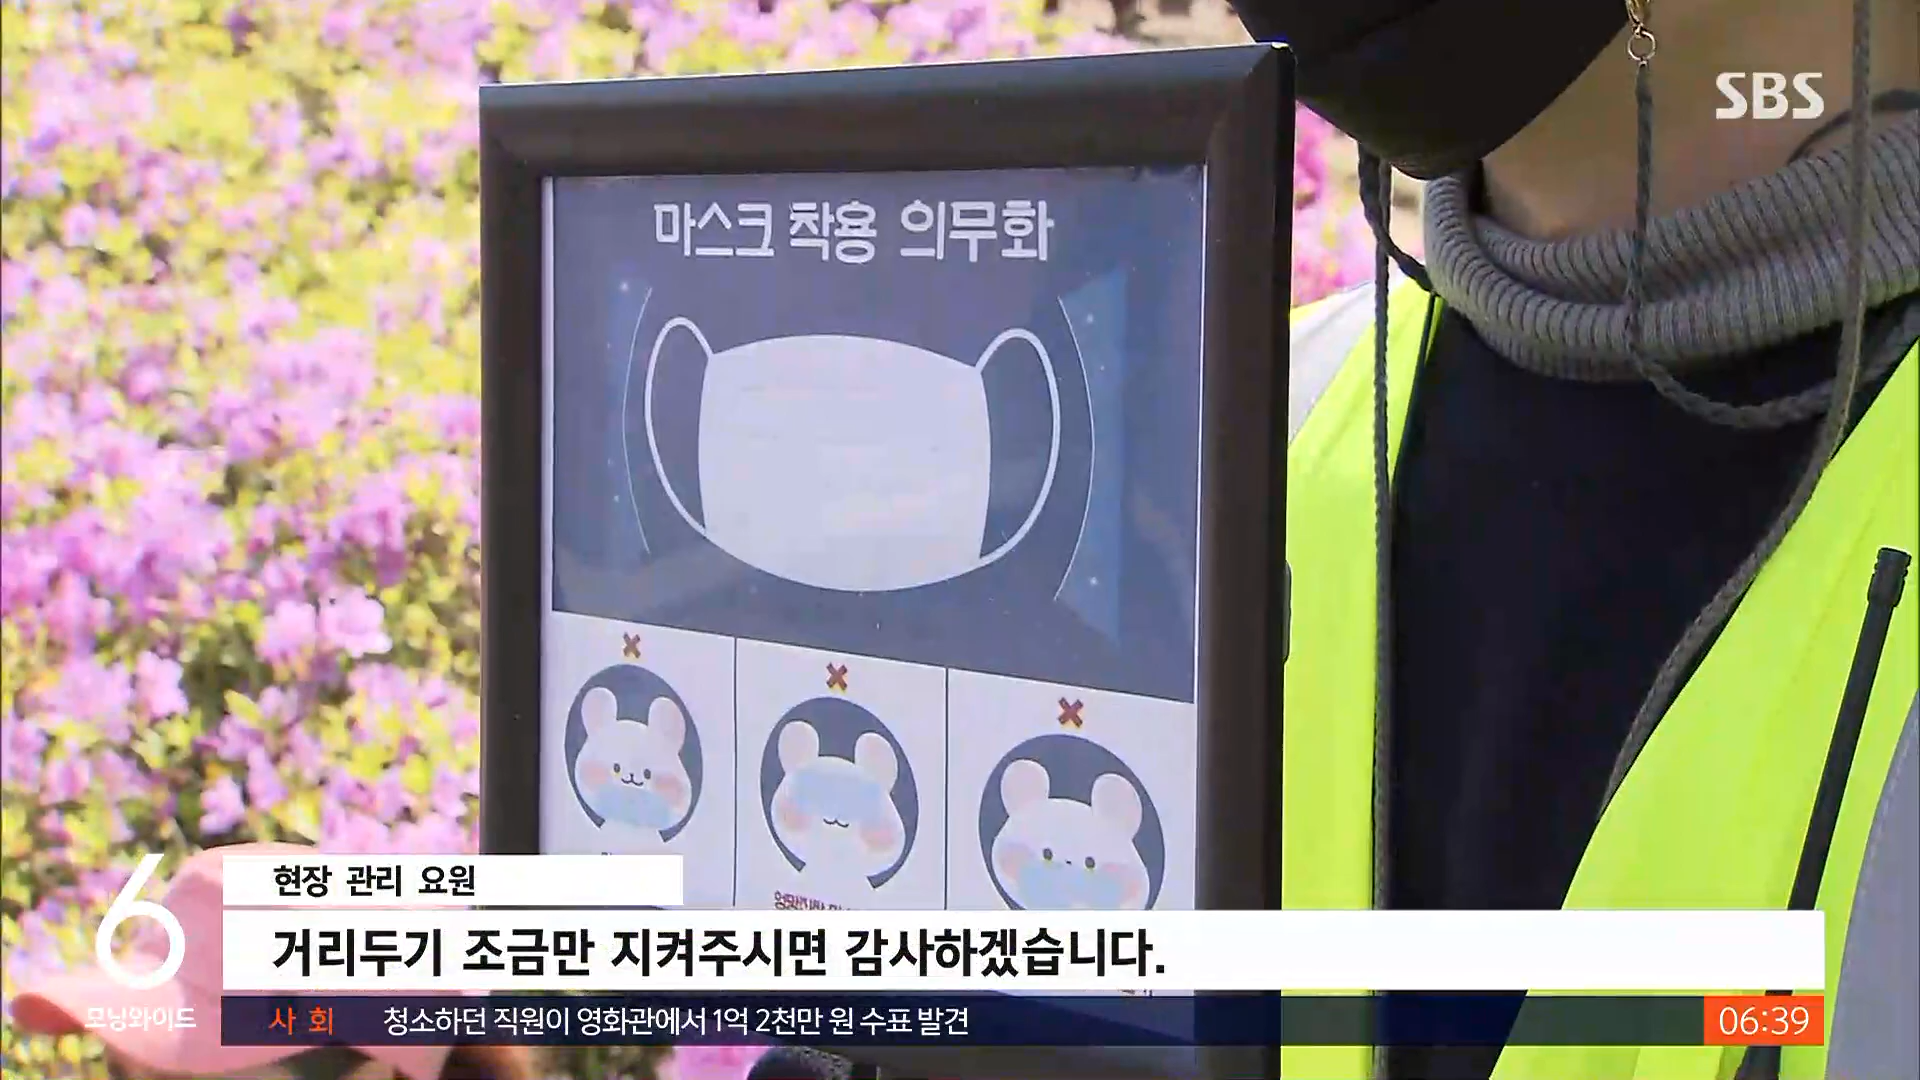 SBS
마스크 착용 의무화
현장 관리 요원
거리두기 조금만 지켜주시면 감사하겠습니다.
6
모닝와이드
사회 청소하던 직원이 영화관에서 1억 2천만 원 수표 발견
06:39